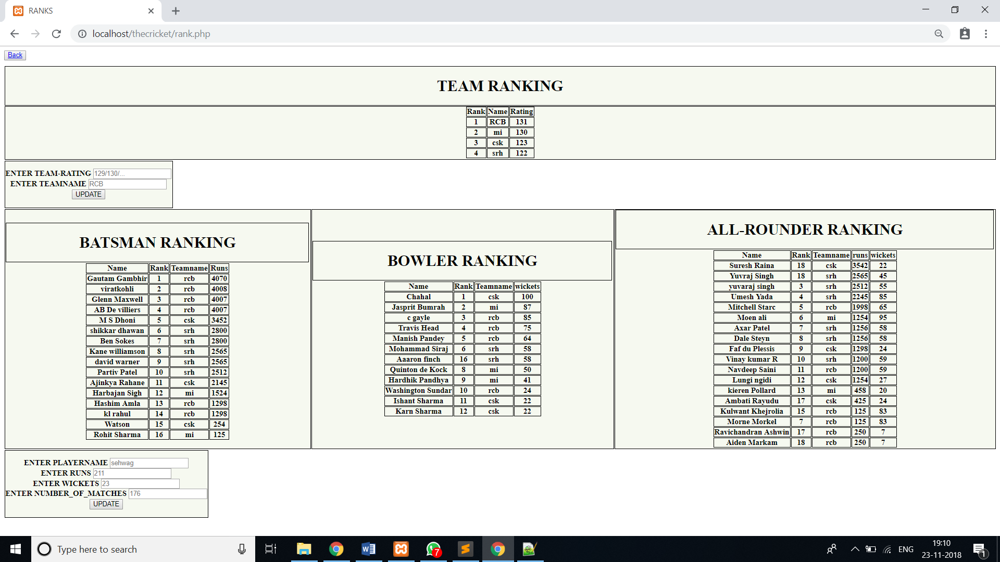 RANKS
localhost/thecricket/rank.php
Back
TEAM RANKING
Rank Name Rating
1 RCB 131
2 mi 130
3 csk 123
4 srh 122
ENTER TEAM-RATING 129/130/...
ENTER TEAMNAME RCB
UPDATE
BATSMAN RANKING
Name Rank Teamname Runs
Gautam Gambhir 1 rcb 4070
viratkohli 2 rcb 4008
Glenn Maxwell 3 rcb 4007
AB De villiers 4 rcb 4007
M S Dhoni 5 csk 3452
shikkar dhawan 6 srh 2800
Ben Sokes 7 srh 2800
Kane williamson 8 srh 2565
david warner 9 srh 2565
Partiv Patel 10 srh 2512
Ajinkya Rahane 11 csk 2145
Harbajan Sigh 12 mi 1524
Hashim Amla 13 rcb 1298
kl rahul 14 rcb 1298
Watson 15 csk 254
Rohit Sharma 16 mi 125
BOWLER RANKING
Name Rank Teamname wickets
Chahal 1 csk 100
Jasprit Bumrah 2 mi 87
c gayle 3 rcb 85
Travis Head 4 rcb 75
Manish Pandey 5 rcb 64
Mohammad Siraj 6 srh 58
Aaaron finch 16 srh 58
Quinton de Kock 8 mi 50
Hardhik Pandhya 9 mi 41
Washington Sundar 10 rcb 24
Ishant Sharma 11 csk 22
Karn Sharma 12 csk 22
ALL-ROUNDER RANKING
Name Rank Teamname runs wickets
Suresh Raina 18 csk 3542 22
Yuvraj Singh 18 srh 2565 45
yuvaraj singh 3 srh 2512 55
Umesh Yada 4 srh 2245 85
Mitchell Starc 5 rcb 1998 65
Moen ali 6 mi 1254 95
Axar Patel 7 srh 1256 58
Dale Steyn 8 srh 1256 58
Faf du Plessis 9 csk 1298 24
Vinay kumar R 10 srh 1200 59
Navdeep Saini 11 rcb 1200 59
Lungi ngidi 12 csk 1254 27
kieren Pollard 13 mi 458 20
Ambati Rayudu 17 csk 425 24
Kulwant Khejrolia 15 rcb 125 83
Morne Morkel 7 rcb 125 83
Ravichandran Ashwin 17 rcb 250 7
Aiden Markam 18 rcb 250 7
ENTER PLAYERNAME sehwag
ENTER RUNS 211
ENTER WICKETS 23
ENTER NUMBER_OF_MATCHES 176
UPDATE
Type here to search
7
ENG
19:10
23-11-2018
1